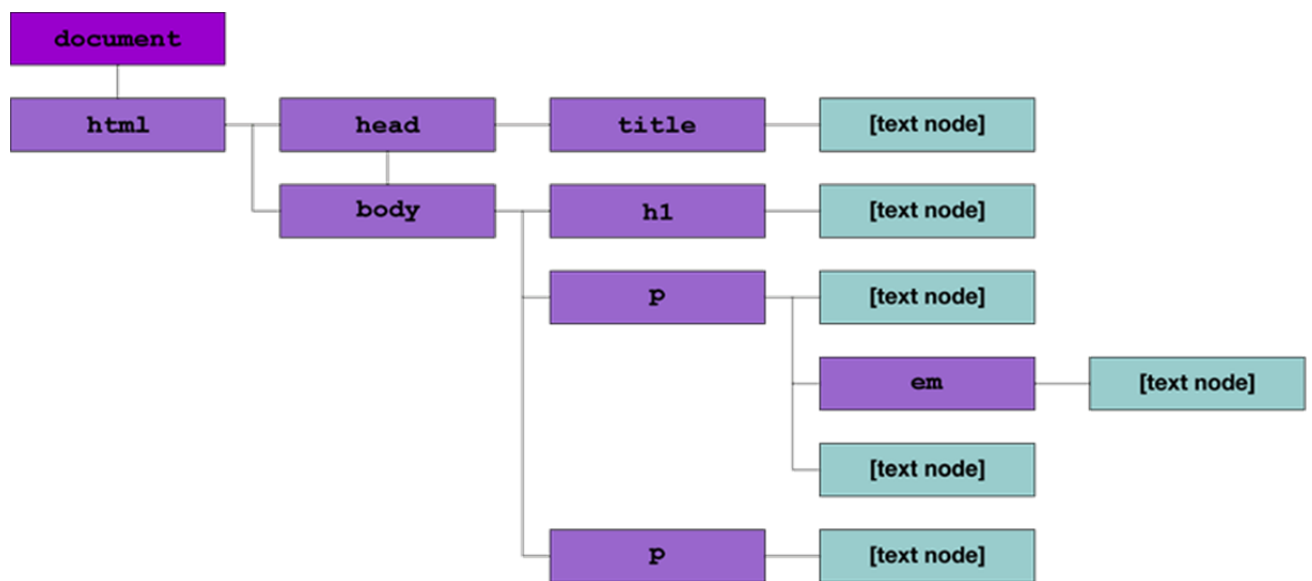 document
html
head
title
[text node]
body
h1
[text node]
p
[text node]
em
[text node]
[text node]
p
[text node]